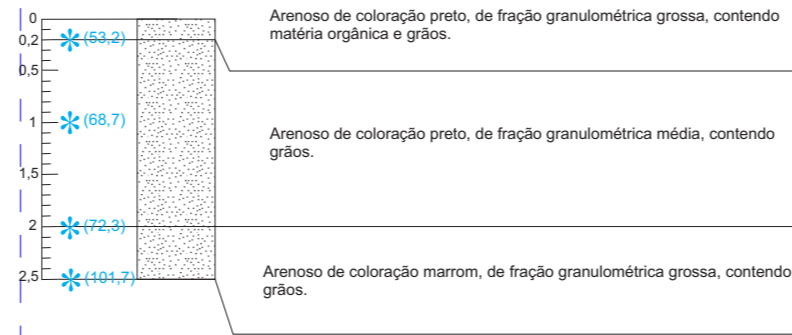 0
Arenoso de coloração preto, de fração granulométrica grossa, contendo
matéria orgânica e grãos.
0,2
(53,2)
0,5
1
(68,7)
Arenoso de coloração preto, de fração granulométrica média, contendo
grãos.
1,5
2
(72,3)
2,5
(101,7)
Arenoso de coloração marrom, de fração granulométrica grossa, contendo
grãos.